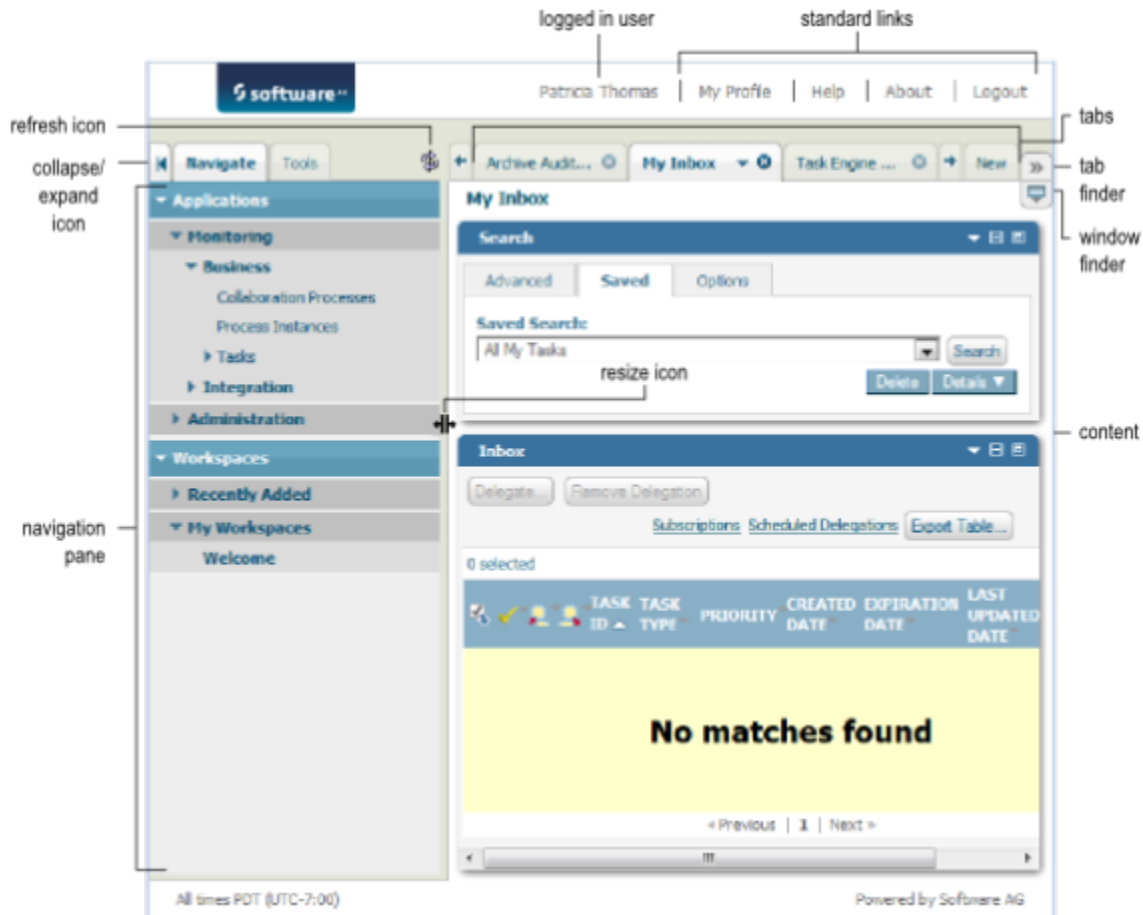 logged in user
standard links
software AG
Patricia Thomas | My Profile | Help | About | Logout
refresh icon
tabs
collapse/
expand
icon
Navigate
Tools
Archive Audit...
My Inbox
Task Engine ...
New
tab
finder
window
finder
Applications
Monitoring
Business
Collaboration Processes
Process Instances
Tasks
Integration
Administration
Workspaces
Recently Added
My Workspaces
Welcome
navigation
pane
resize icon
My Inbox
Search
Advanced
Saved
Options
Saved Search:
All My Tasks
Search
Delete
Details
content
Inbox
Delegate...
Remove Delegation
Subscriptions
Scheduled Delegations
Export Table...
0 selected
TASK ID
TASK TYPE
PRIORITY
CREATED DATE
EXPIRATION DATE
LAST UPDATED DATE
No matches found
« Previous | 1 | Next »
All times PDT (UTC-7:00)
Powered by Software AG